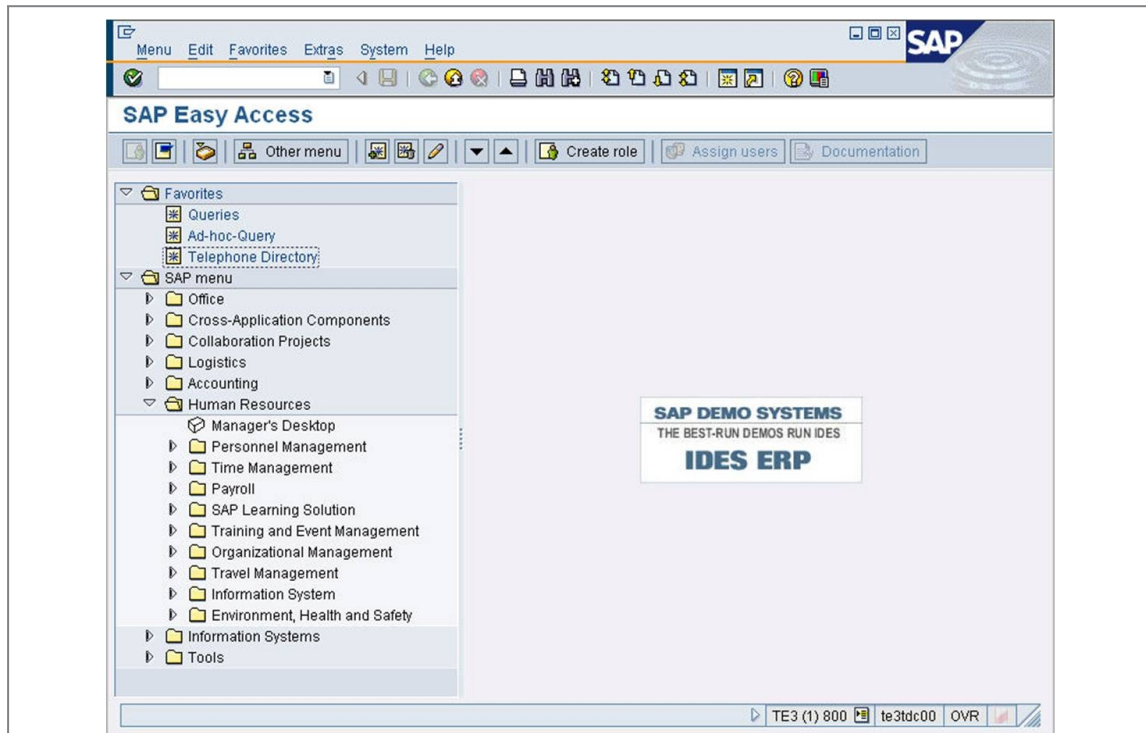 Menu Edit Favorites Extras System Help
SAP
SAP Easy Access
Other menu Create role Assign users Documentation
Favorites
Queries
Ad-hoc-Query
Telephone Directory
SAP menu
Office
Cross-Application Components
Collaboration Projects
Logistics
Accounting
Human Resources
Manager's Desktop
Personnel Management
Time Management
Payroll
SAP Learning Solution
Training and Event Management
Organizational Management
Travel Management
Information System
Environment, Health and Safety
Information Systems
Tools
SAP DEMO SYSTEMS
THE BEST-RUN DEMOS RUN IDES
IDES ERP
TE3 (1) 800 te3tdc00 OVR